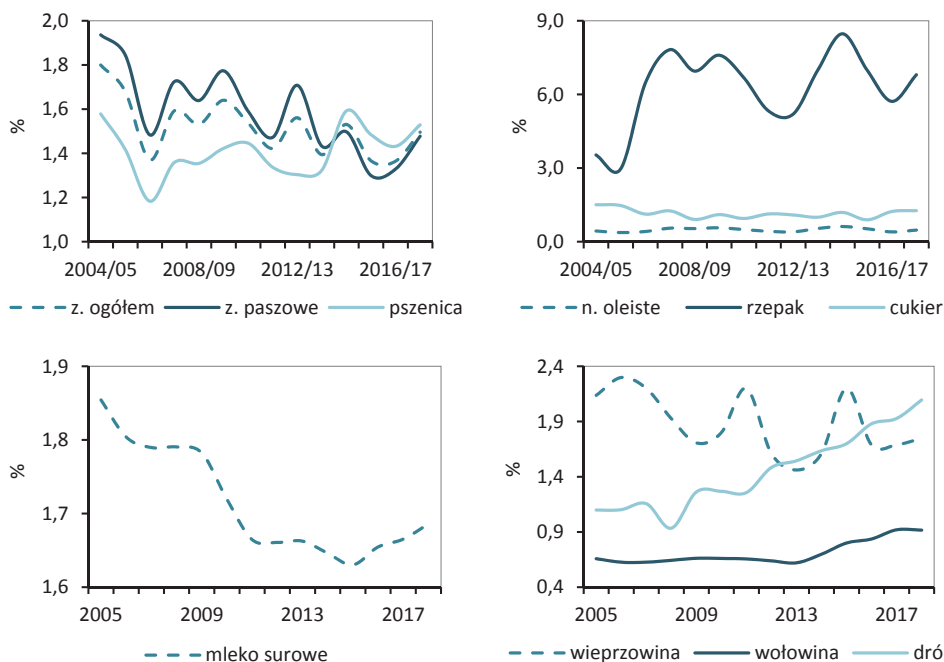 2,0
1,8
1,6
1,4
1,2
1,0
%
2004/05 2008/09 2012/13 2016/17
z. ogółem z. paszowe pszenica
9,0
6,0
3,0
0,0
%
2004/05 2008/09 2012/13 2016/17
n. oleiste rzepak cukier
1,9
1,8
1,7
1,6
%
2005 2009 2013 2017
mleko surowe
2,4
1,9
1,4
0,9
0,4
%
2005 2009 2013 2017
wieprzowina wołowina dró